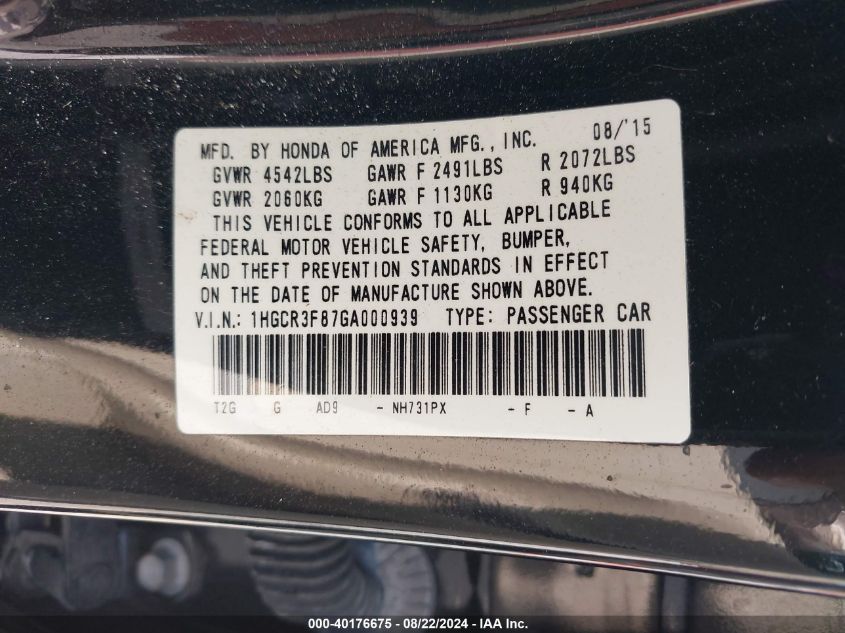 MFD. BY HONDA OF AMERICA MFG., INC. 08/'15
GVWR 4542LBS GAWR F 2491LBS R 2072LBS
GVWR 2060KG GAWR F 1130KG R 940KG
THIS VEHICLE CONFORMS TO ALL APPLICABLE
FEDERAL MOTOR VEHICLE SAFETY, BUMPER,
AND THEFT PREVENTION STANDARDS IN EFFECT
ON THE DATE OF MANUFACTURE SHOWN ABOVE.
V.I.N.: 1HGCR3F87GA000939 TYPE: PASSENGER CAR
T2G G AD9 - NH731PX - F - A
000-40176675 - 08/22/2024 - IAA Inc.